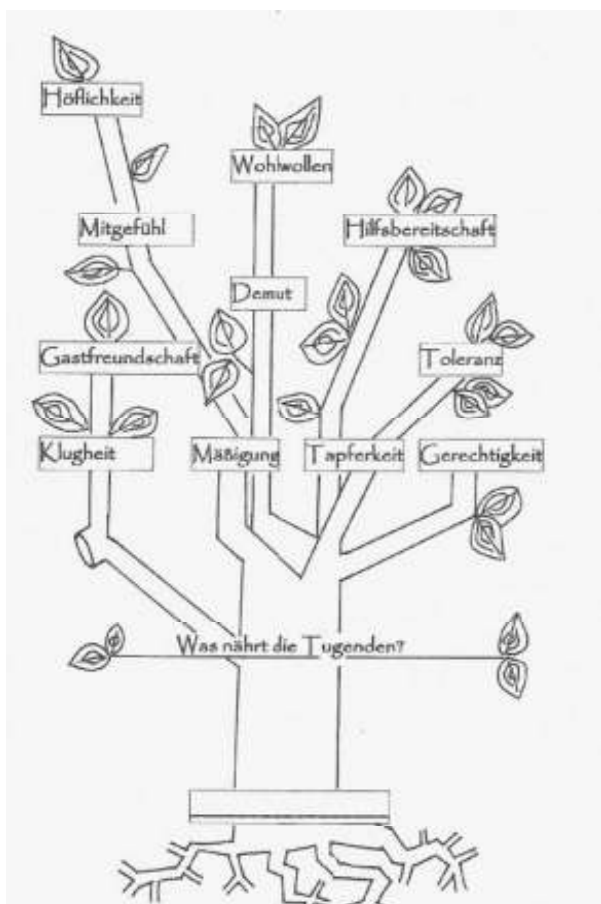 Höflichkeit
Wohlwollen
Mitgefühl
Hilfsbereitschaft
Demut
Gastfreundschaft
Toleranz
Klugheit
Mäßigung
Tapferkeit
Gerechtigkeit
Was nährt die Tugenden?